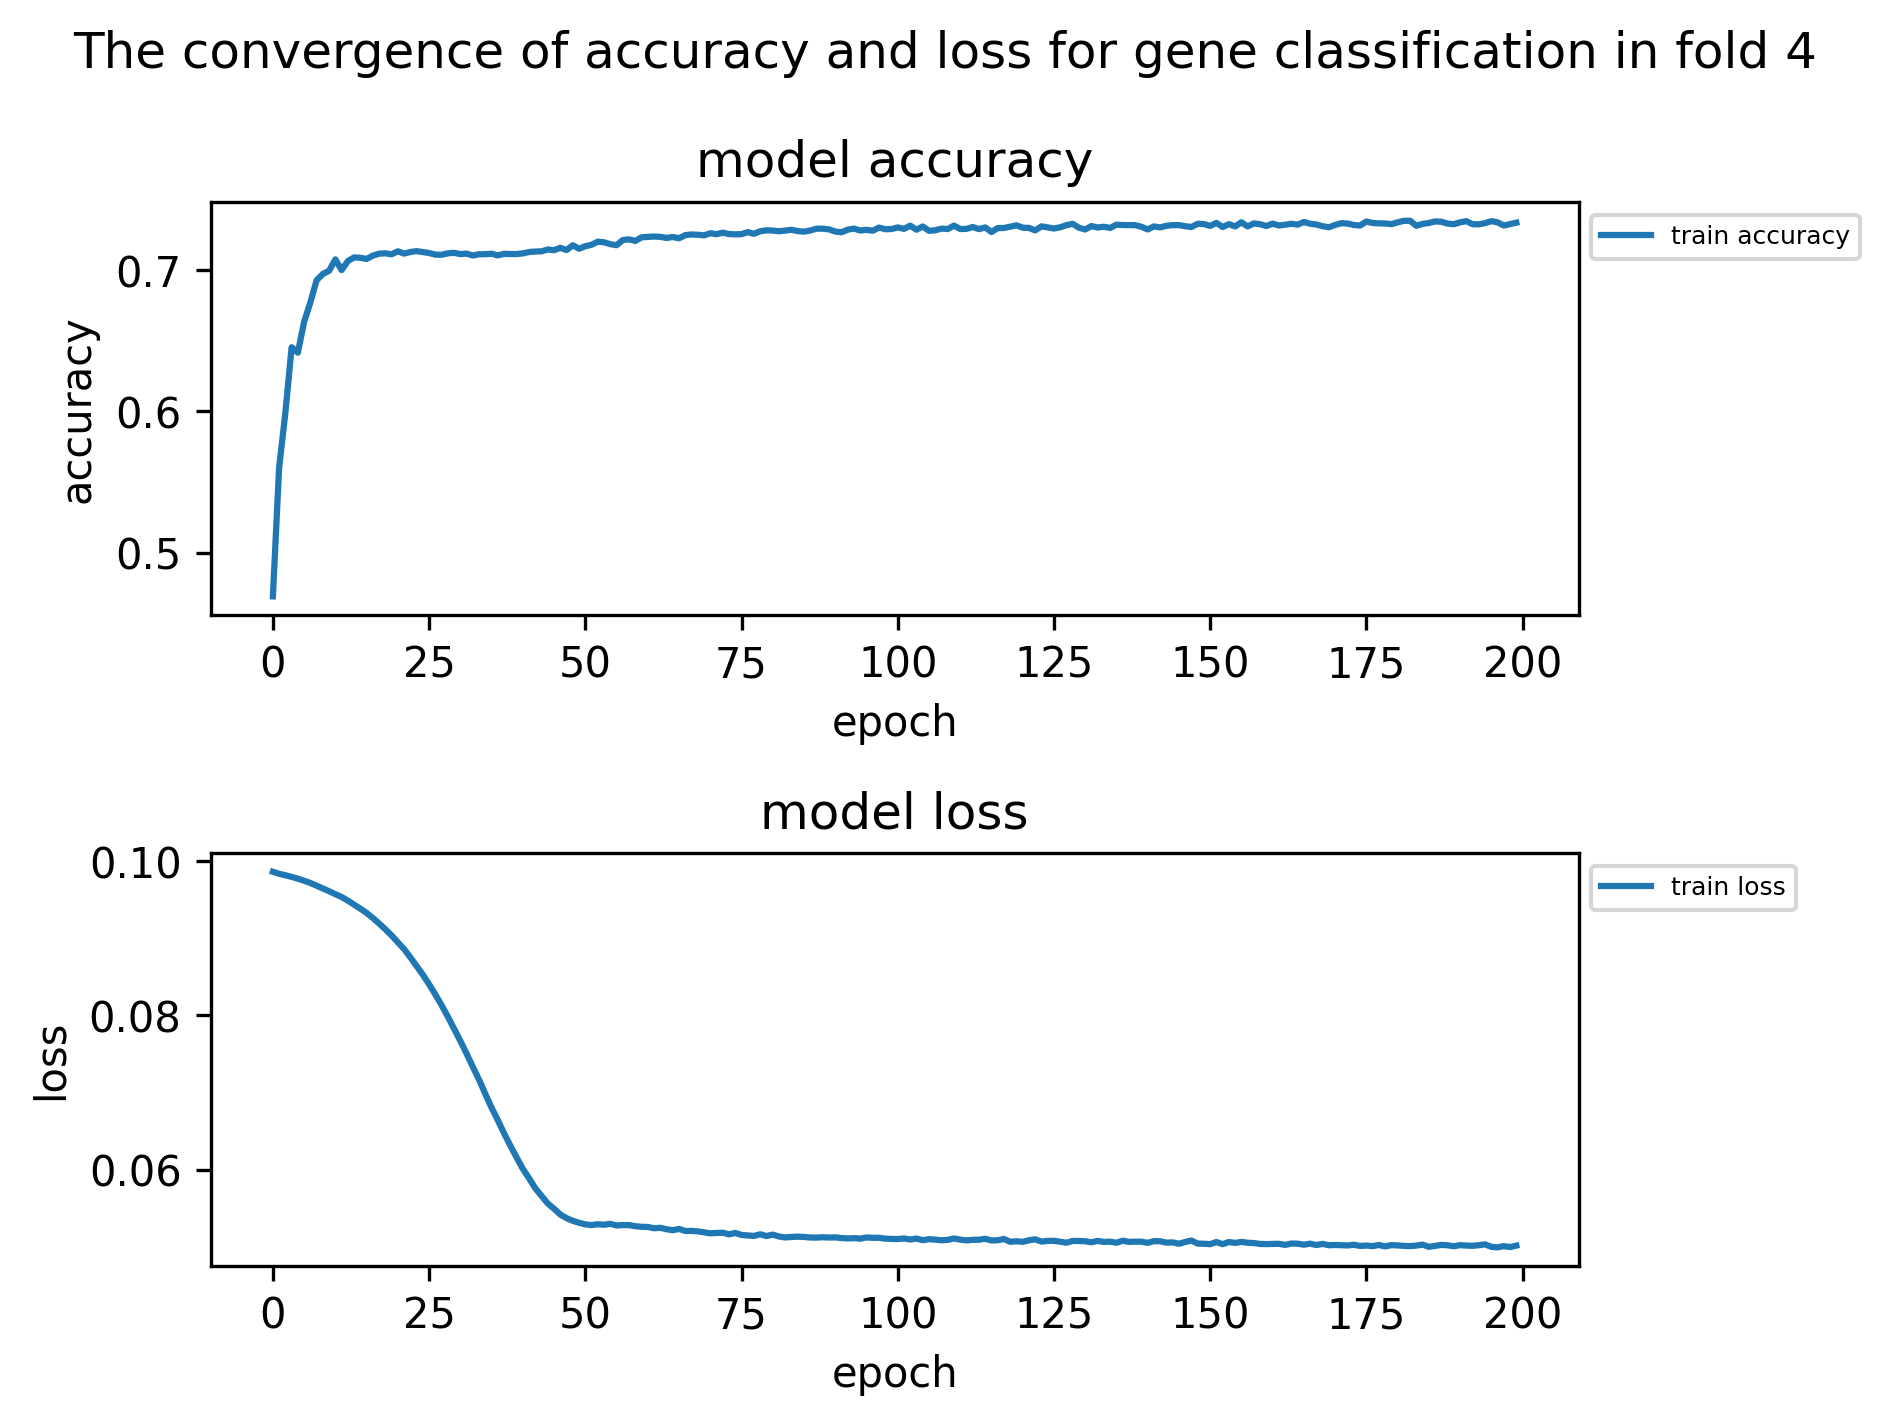 The convergence of accuracy and loss for gene classification in fold 4
model accuracy
train accuracy
0.7
0.6
0.5
accuracy
0 25 50 75 100 125 150 175 200
epoch
model loss
train loss
0.10
0.08
0.06
loss
0 25 50 75 100 125 150 175 200
epoch